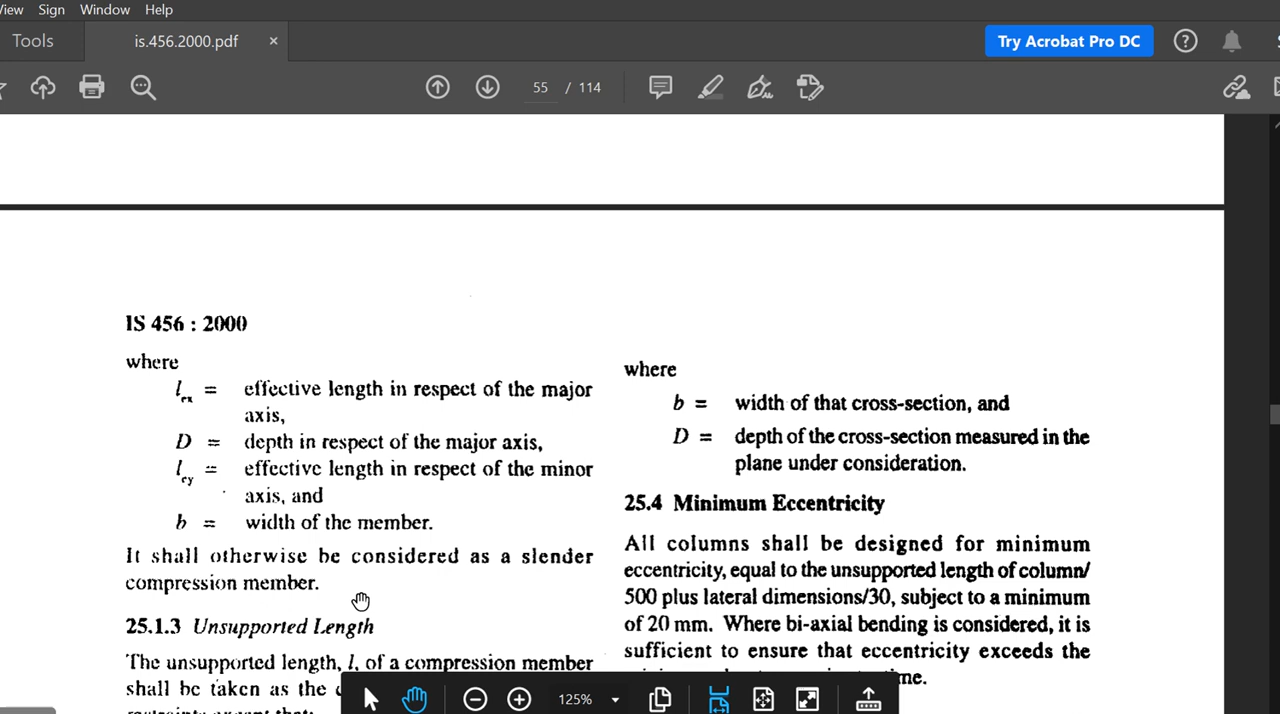 View Sign Window Help
Tools
is.456.2000.pdf ×
Try Acrobat Pro DC
55 / 114
IS 456 : 2000
where
l_ex = effective length in respect of the major
axis,
D = depth in respect of the major axis,
l_ey = effective length in respect of the minor
axis, and
b = width of the member.
It shall otherwise be considered as a slender
compression member.
25.1.3 Unsupported Length
The unsupported length, l, of a compression member
shall be taken as the
where
b = width of that cross-section, and
D = depth of the cross-section measured in the
plane under consideration.
25.4 Minimum Eccentricity
All columns shall be designed for minimum
eccentricity, equal to the unsupported length of column/
500 plus lateral dimensions/30, subject to a minimum
of 20 mm. Where bi-axial bending is considered, it is
sufficient to ensure that eccentricity exceeds the
125%